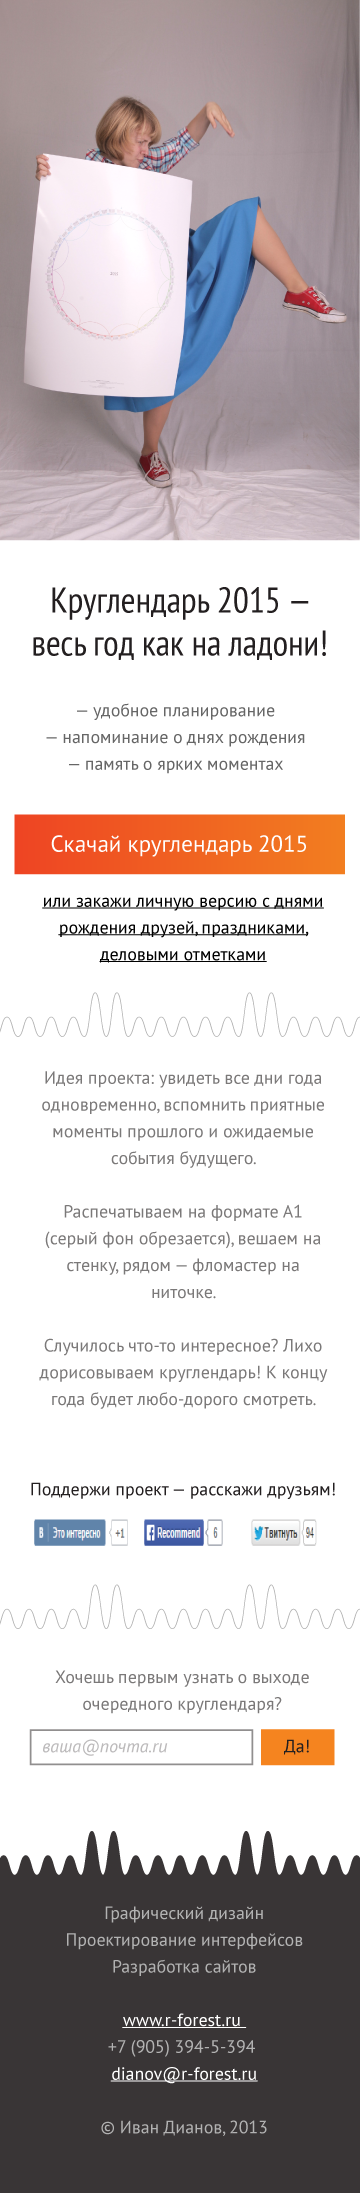 Круглендарь 2015 —
весь год как на ладони!
— удобное планирование
— напоминание о днях рождения
— память о ярких моментах
Скачай круглендарь 2015
или закажи личную версию с днями
рождения друзей, праздниками,
деловыми отметками
Идея проекта: увидеть все дни года
одновременно, вспомнить приятные
моменты прошлого и ожидаемые
события будущего.
Распечатываем на формате А1
(серый фон обрезается), вешаем на
стенку, рядом — фломастер на
ниточке.
Случилось что-то интересное? Лихо
дорисовываем круглендарь! К концу
года будет любо-дорого смотреть.
Поддержи проект — расскажи друзьям!
В Это интересно +1 f Recommend 6 Твитнуть 94
Хочешь первым узнать о выходе
очередного круглендаря?
ваша@почта.ru Да!
Графический дизайн
Проектирование интерфейсов
Разработка сайтов
www.r-forest.ru
+7 (905) 394-5-394
dianov@r-forest.ru
© Иван Дианов, 2013